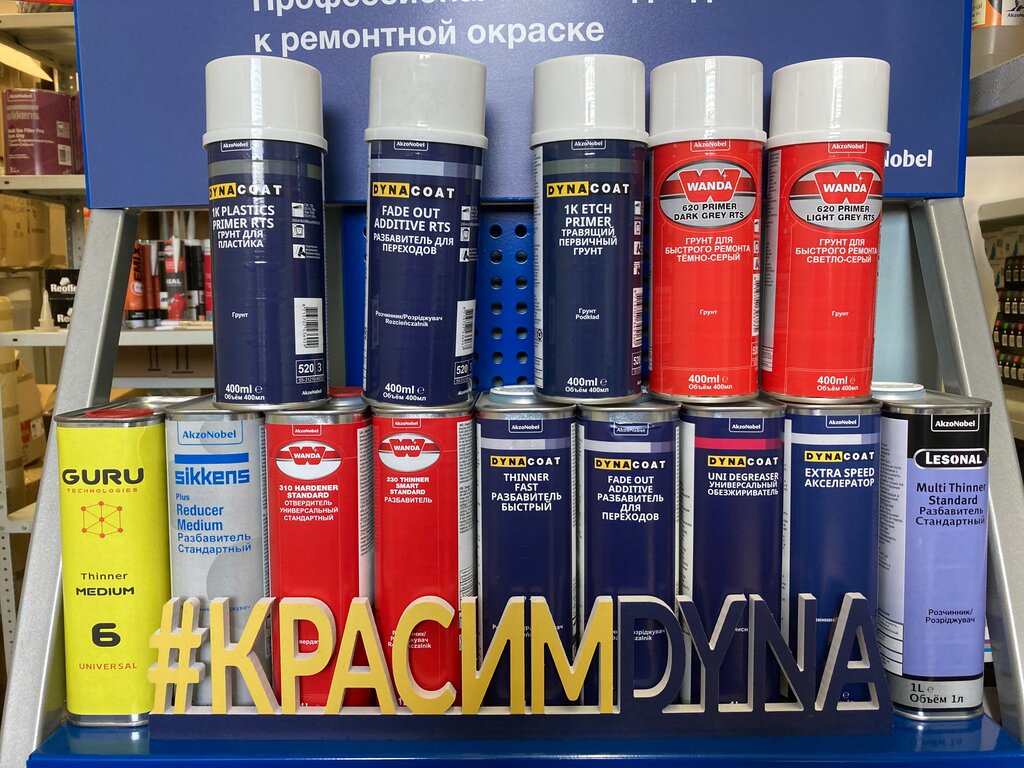 к ремонтной окраске
AkzoNobel
DYNACOAT
1K PLASTICS
PRIMER RTS
ГРУНТ ДЛЯ
ПЛАСТИКА
Грунт
520 3
400ml e
Объём 400мл
AkzoNobel
DYNACOAT
FADE OUT
ADDITIVE RTS
РАЗБАВИТЕЛЬ ДЛЯ
ПЕРЕХОДОВ
Розчинник/Розріджувач
Rozcieńczalnik
520
400ml e
Объём 400мл
AkzoNobel
DYNACOAT
1K ETCH
PRIMER
ТРАВЯЩИЙ
ПЕРВИЧНЫЙ
ГРУНТ
Грунт
Podkład
400ml e
Объём 400мл
AkzoNobel
WANDA
620 PRIMER
DARK GREY RTS
ГРУНТ ДЛЯ
БЫСТРОГО РЕМОНТА
ТЁМНО-СЕРЫЙ
Грунт
400ml e
Объём 400мл
AkzoNobel
WANDA
620 PRIMER
LIGHT GREY RTS
ГРУНТ ДЛЯ
БЫСТРОГО РЕМОНТА
СВЕТЛО-СЕРЫЙ
Грунт
400ml e
Объём 400мл
Nobel
AkzoNobel
sikkens
GURU
TECHNOLOGIES
Thinner
MEDIUM
6
UNIVERSAL
AkzoNobel
sikkens
Plus
Reducer
Medium
Разбавитель
Стандартный
AkzoNobel
WANDA
310 HARDENER
STANDARD
ОТВЕРДИТЕЛЬ
УНИВЕРСАЛЬНЫЙ
СТАНДАРТНЫЙ
AkzoNobel
WANDA
230 THINNER
SMART
STANDARD
РАЗБАВИТЕЛЬ
AkzoNobel
DYNACOAT
THINNER
FAST
РАЗБАВИТЕЛЬ
БЫСТРЫЙ
AkzoNobel
DYNACOAT
FADE OUT
ADDITIVE
РАЗБАВИТЕЛЬ
ДЛЯ
ПЕРЕХОДОВ
AkzoNobel
DYNACOAT
UNI DEGREASER
УНИВЕРСАЛЬНЫЙ
ОБЕЗЖИРИВАТЕЛЬ
AkzoNobel
DYNACOAT
EXTRA SPEED
АКСЕЛЕРАТОР
AkzoNobel
LESONAL
Multi Thinner
Standard
Разбавитель
Стандартный
Розчинник/
Розріджувач
1L e
Объём 1л
#КРАСИМDYNA